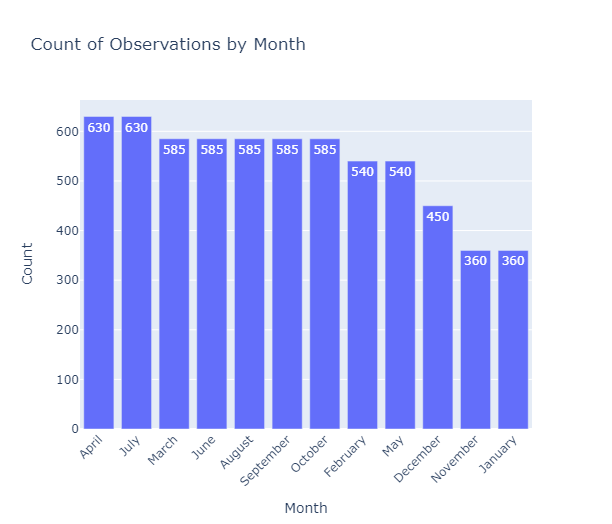 Count of Observations by Month
630 630 585 585 585 585 585 540 540 450 360 360
600
500
400
300
200
100
0
Count
April July March June August September October February May December November January
Month